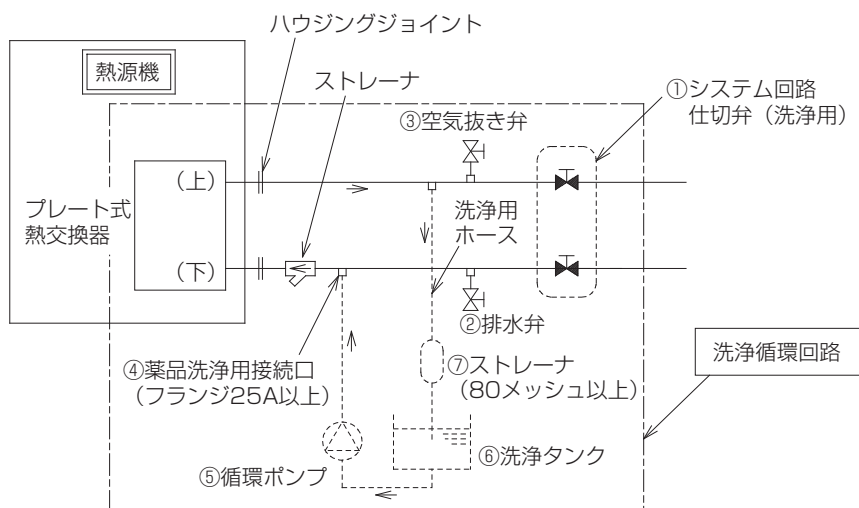 ハウジングジョイント
熱源機
ストレーナ
①システム回路
仕切弁（洗浄用）
③空気抜き弁
（上）
プレート式
熱交換器
洗浄用
ホース
（下）
②排水弁
④薬品洗浄用接続口
（フランジ25A以上）
⑦ストレーナ
（80メッシュ以上）
洗浄循環回路
⑥洗浄タンク
⑤循環ポンプ